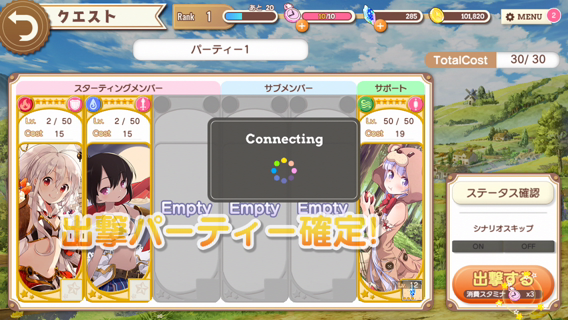 クエスト
Rank 1
あと 20
10/10
285
101,820
MENU
2
パーティー1
TotalCost 30/ 30
スターティングメンバー
サブメンバー
サポート
Lv. 2 / 50
Cost 15
Lv. 2 / 50
Cost 15
Lv. 50 / 50
Cost 19
Connecting
Empty
Empty
Empty
出撃パーティー確定!
Lv. 12
ステータス確認
シナリオスキップ
ON
OFF
出撃する
消費スタミナ x3